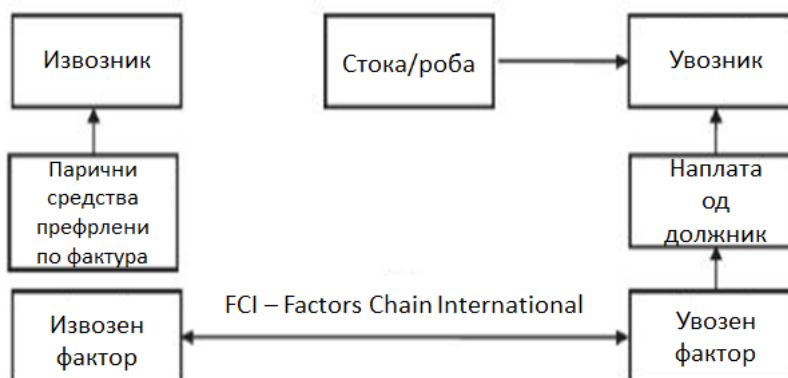 Извозник
Стока/роба
Увозник
Парични
средства
префрлени
по фактура
Наплата
од
должник
FCI – Factors Chain International
Извозен
фактор
Увозен
фактор